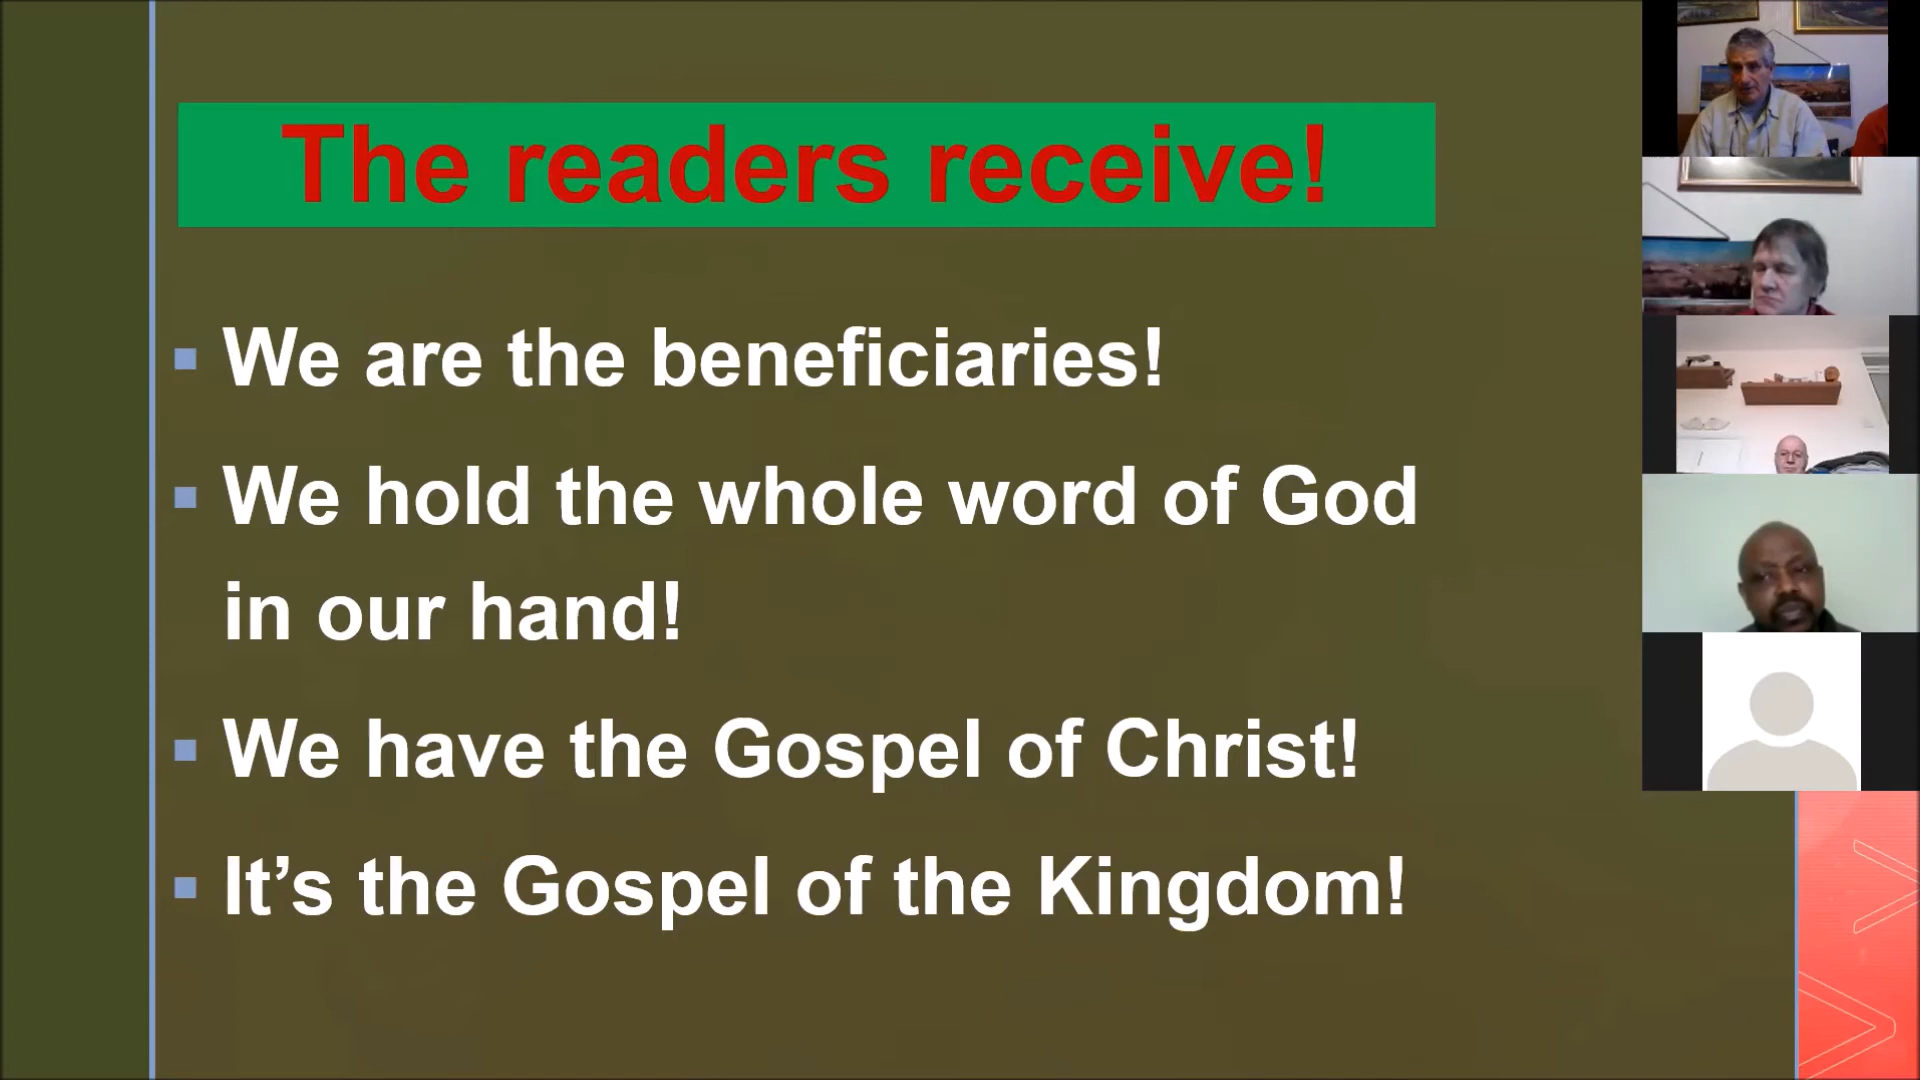 The readers receive!
We are the beneficiaries!
We hold the whole word of God
in our hand!
We have the Gospel of Christ!
It’s the Gospel of the Kingdom!